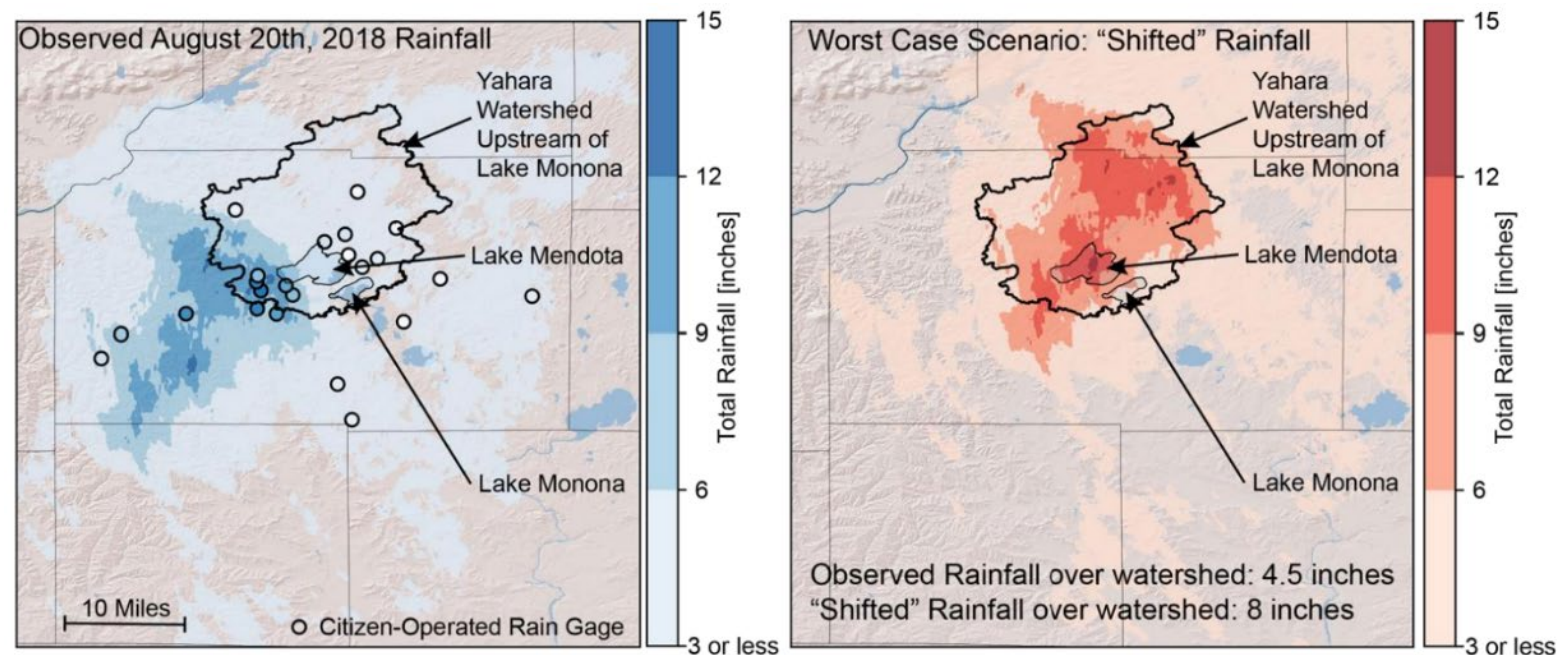 Observed August 20th, 2018 Rainfall
Yahara
Watershed
Upstream of
Lake Monona
Lake Mendota
Lake Monona
10 Miles
Citizen-Operated Rain Gage
15
12
9
6
3 or less
Total Rainfall [inches]
Worst Case Scenario: “Shifted” Rainfall
Yahara
Watershed
Upstream of
Lake Monona
Lake Mendota
Lake Monona
Observed Rainfall over watershed: 4.5 inches
“Shifted” Rainfall over watershed: 8 inches
15
12
9
6
3 or less
Total Rainfall [inches]